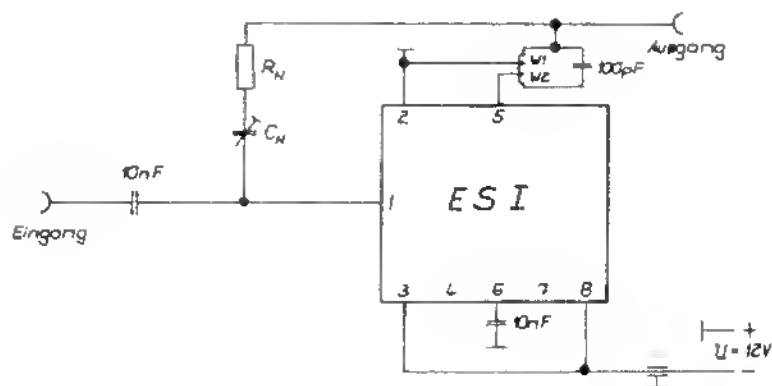 Ausgang
W1
W2
100pF
R_N
C_N
2
5
10nF
1
ESI
Eingang
3 4 6 7 8
10nF
+
U = 12V
−